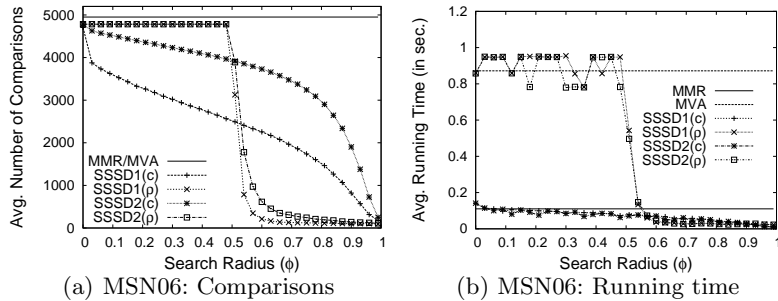 Avg. Number of Comparisons
5000
4000
3000
2000
1000
0
MMR/MVA
SSSD1(c)
SSSD1(ρ)
SSSD2(c)
SSSD2(ρ)
0 0.1 0.2 0.3 0.4 0.5 0.6 0.7 0.8 0.9 1
Search Radius (ϕ)
(a) MSN06: Comparisons
Avg. Running Time (in sec.)
1.2
1
0.8
0.6
0.4
0.2
0
MMR
MVA
SSSD1(c)
SSSD1(ρ)
SSSD2(c)
SSSD2(ρ)
0 0.1 0.2 0.3 0.4 0.5 0.6 0.7 0.8 0.9 1
Search Radius (ϕ)
(b) MSN06: Running time